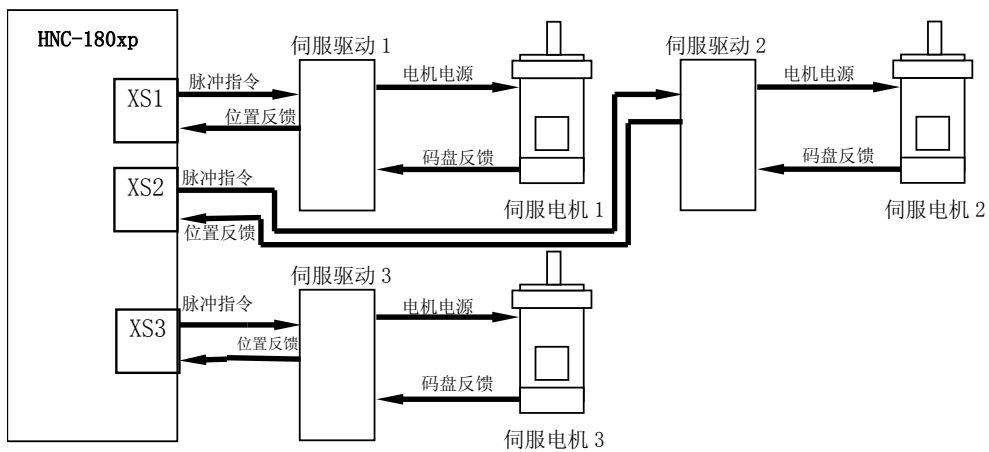 HNC-180xp
伺服驱动 1
伺服驱动 2
XS1
脉冲指令
位置反馈
电机电源
码盘反馈
伺服电机 1
电机电源
码盘反馈
伺服电机 2
XS2
脉冲指令
位置反馈
伺服驱动 3
XS3
脉冲指令
位置反馈
电机电源
码盘反馈
伺服电机 3